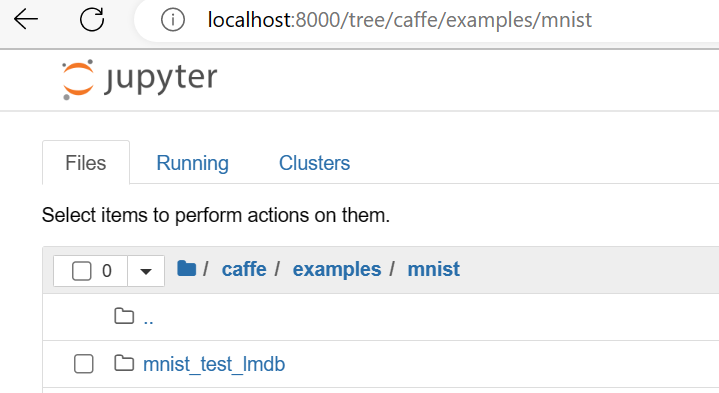 localhost:8000/tree/caffe/examples/mnist
jupyter
Files Running Clusters
Select items to perform actions on them.
0 / caffe / examples / mnist
..
mnist_test_lmdb